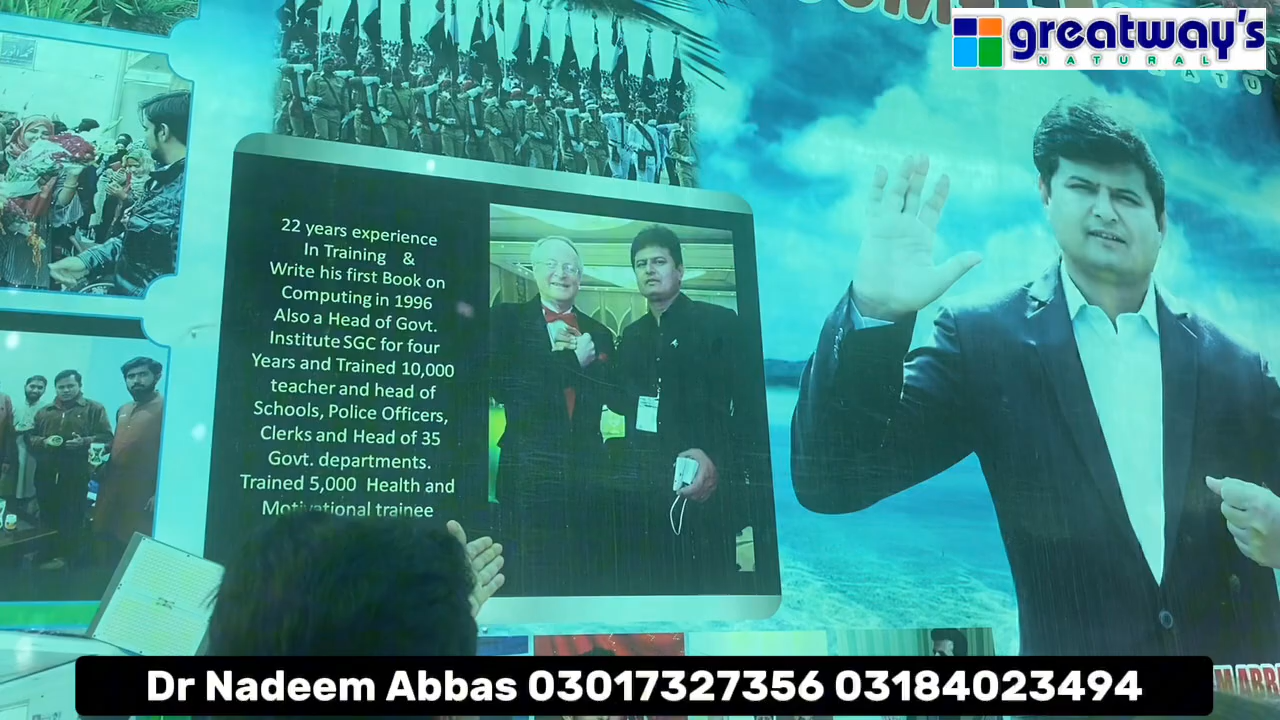 greatway's
NATURAL
22 years experience
In Training &
Write his first Book on
Computing in 1996
Also a Head of Govt.
Institute SGC for four
Years and Trained 10,000
teacher and head of
Schools, Police Officers,
Clerks and Head of 35
Govt. departments.
Trained 5,000 Health and
Motivational trainee
Dr Nadeem Abbas 03017327356 03184023494